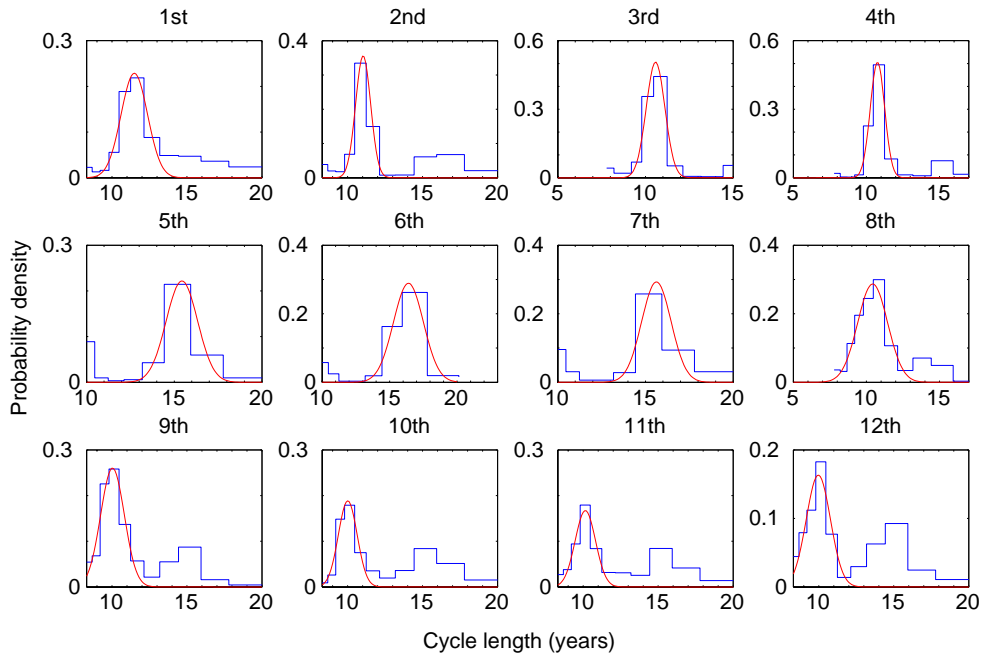 1st 2nd 3rd 4th
0.3 0.4 0.6 0.6
0.2 0.3 0.3
0 0 0 0
10 15 20 10 15 20 5 10 15 5 10 15
5th 6th 7th 8th
0.3 0.4 0.4 0.4
0.2 0.2 0.2
0 0 0 0
10 15 20 10 15 20 10 15 20 5 10 15
9th 10th 11th 12th
0.3 0.3 0.3 0.2
0.1
0 0 0 0
10 15 20 10 15 20 10 15 20 10 15 20
Probability density
Cycle length (years)